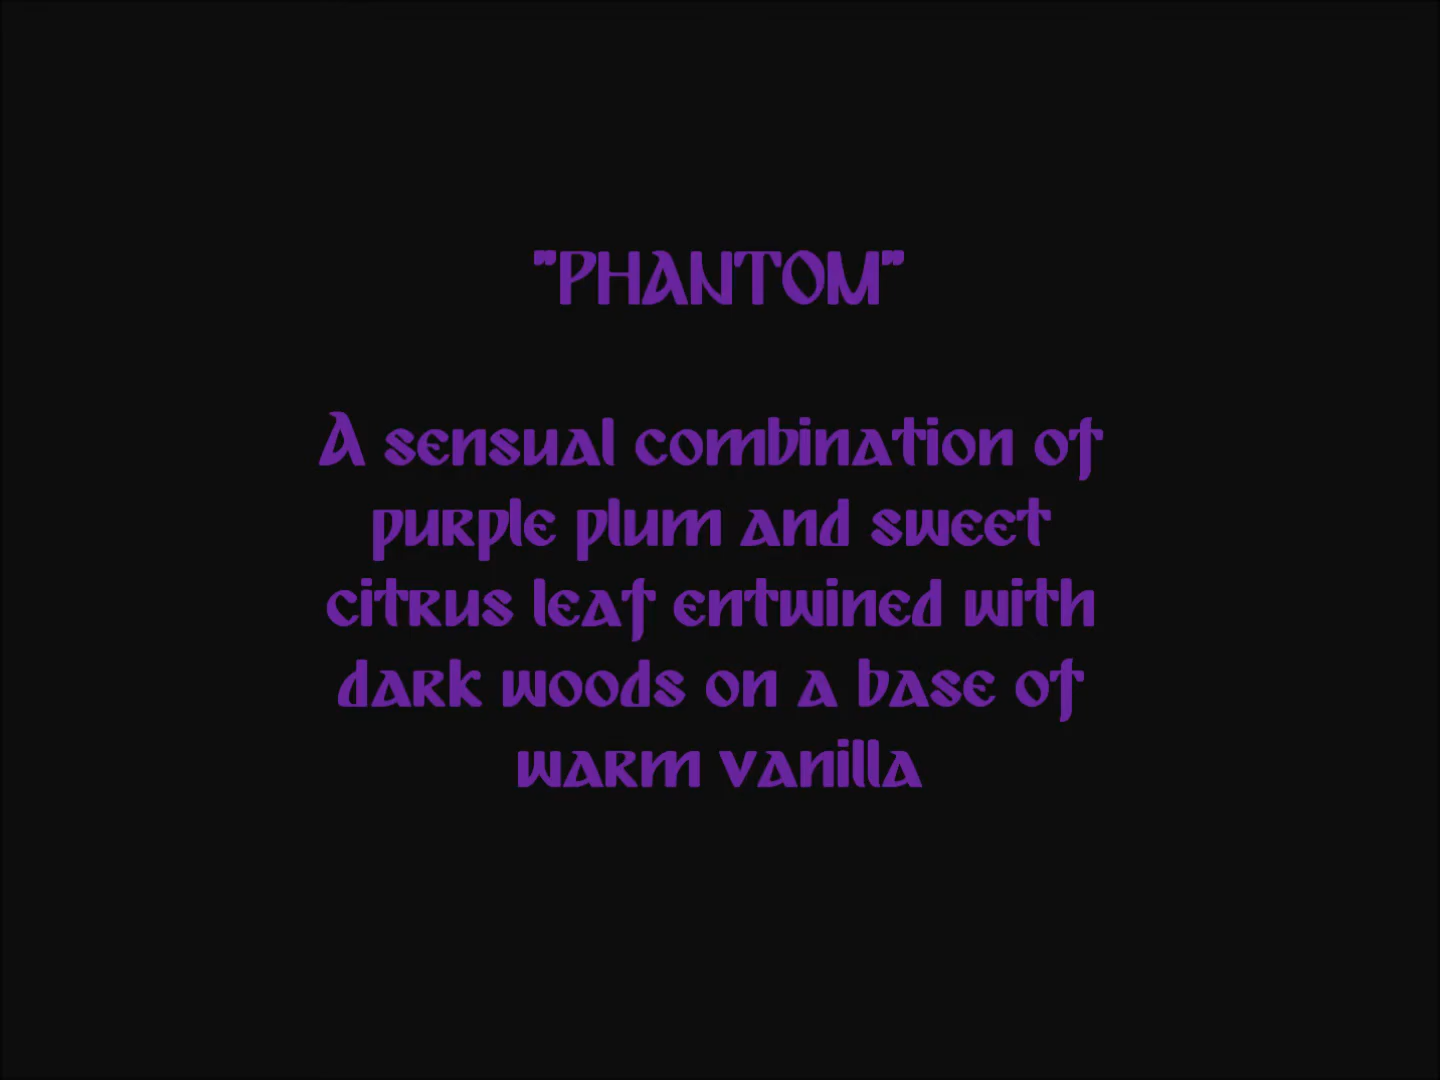 "PHANTOM"
A sensual combination of
purple plum and sweet
citrus leaf entwined with
dark woods on a base of
warm vanilla